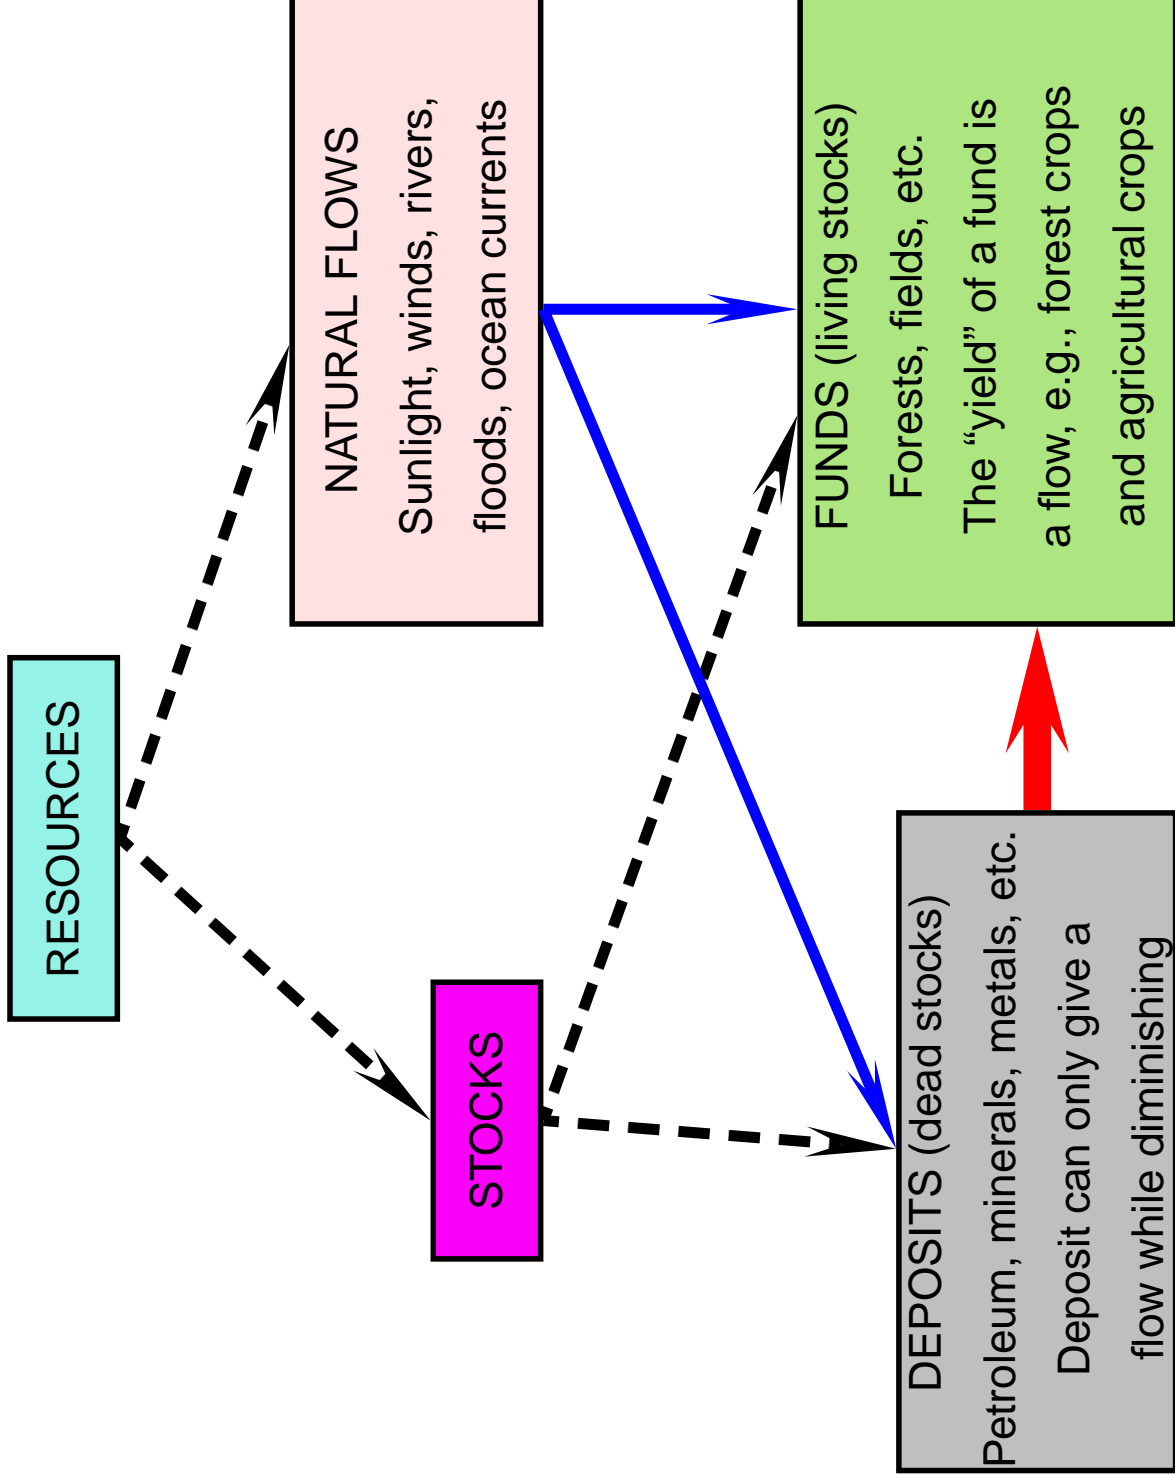 RESOURCES
NATURAL FLOWS
Sunlight, winds, rivers,
floods, ocean currents
STOCKS
FUNDS (living stocks)
Forests, fields, etc.
The “yield” of a fund is
a flow, e.g., forest crops
and agricultural crops
DEPOSITS (dead stocks)
Petroleum, minerals, metals, etc.
Deposit can only give a
flow while diminishing